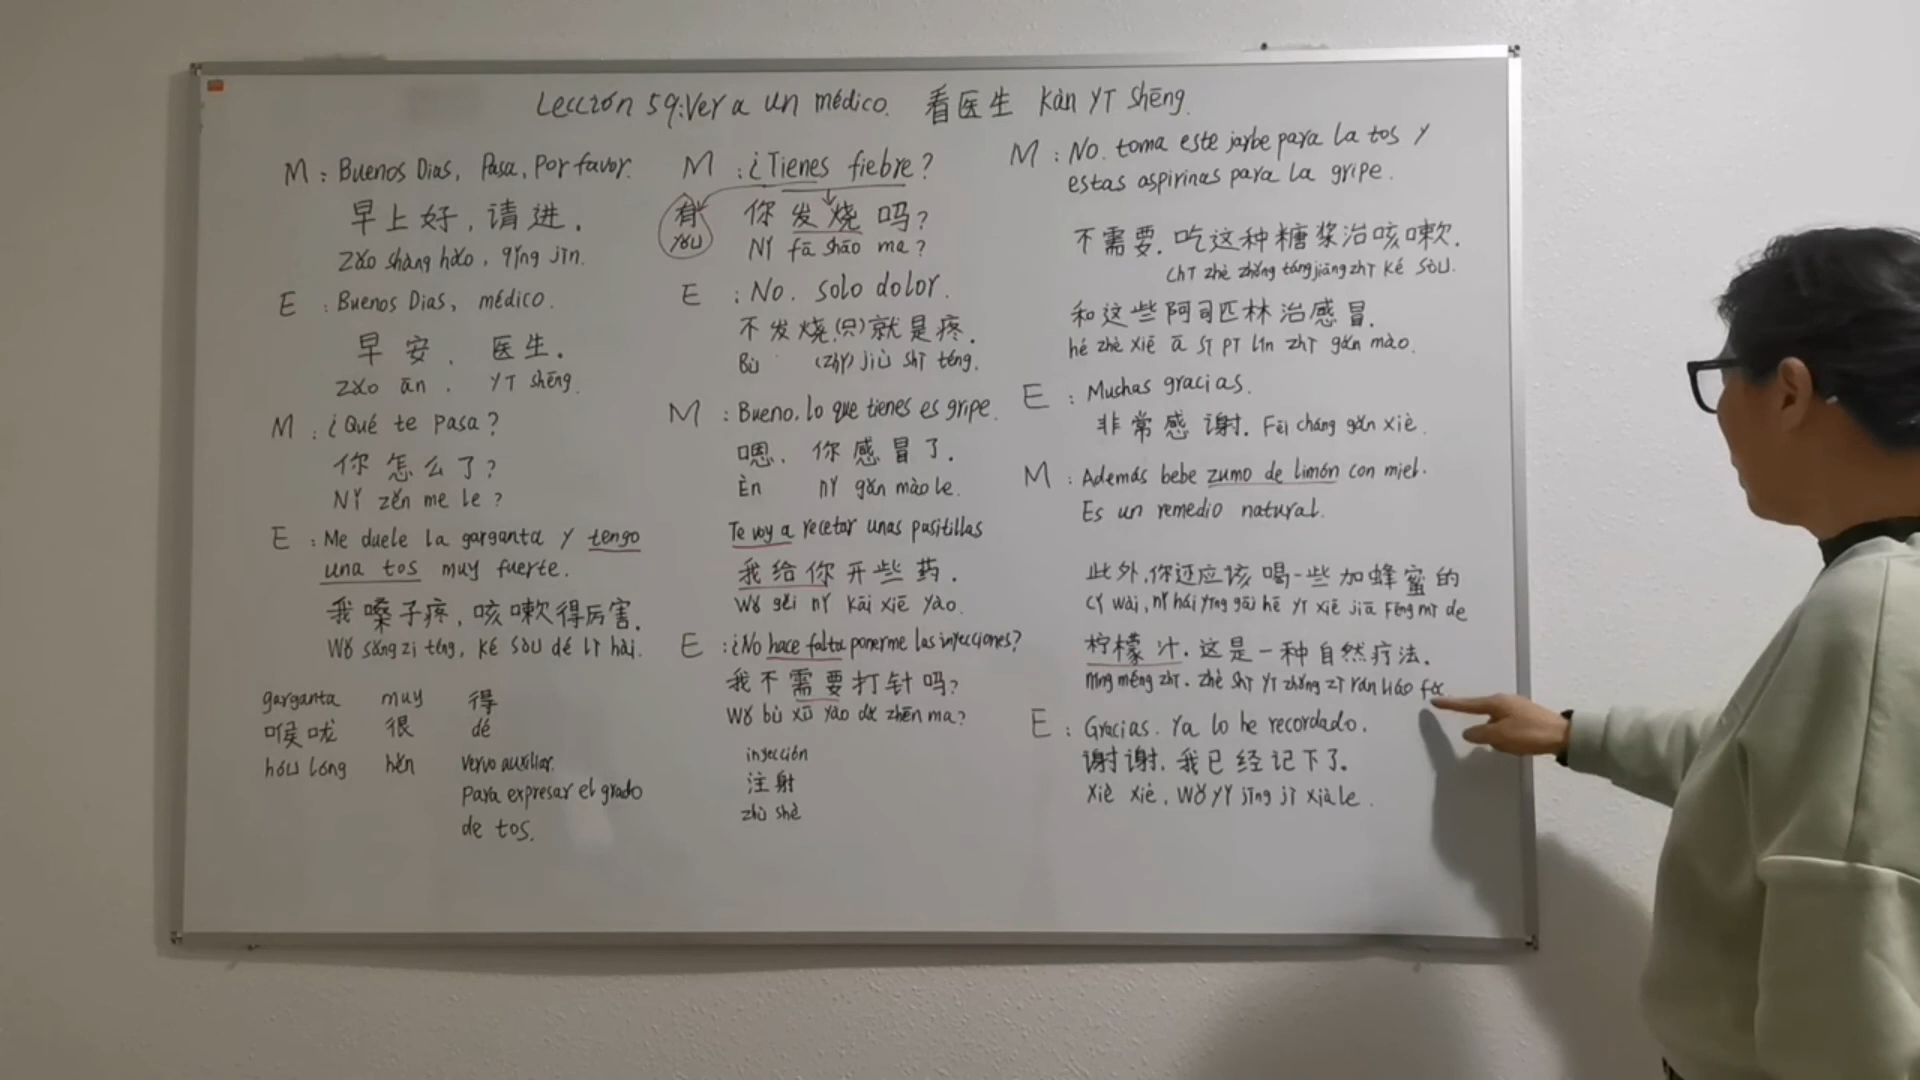 Lección 59: Ver a un médico. 看医生 Kàn Yī Shēng.
M: Buenos Dias, Pasa, Por favor.
早上好,请进.
Zǎo shàng hǎo, qǐng jìn.
E: Buenos Dias, médico.
早安. 医生.
Zǎo ān. Yī shēng.
M: ¿Qué te pasa?
你怎么了?
Nǐ zěn me le?
E: Me duele la garganta y tengo
una tos muy fuerte.
我嗓子疼,咳嗽得厉害.
Wǒ sǎng zi téng, Ké sòu dé lì hài.
garganta muy 得
喉咙 很 dé
hóu lóng hěn Vervo auxiliar.
Para expresar el grado
de tos.
M: ¿Tienes fiebre?
有 你发烧吗?
yǒu Nǐ fā shāo ma?
E: No. solo dolor.
不发烧,(只)就是疼.
Bù (Zhǐ) jiù shì téng.
M: Bueno, lo que tienes es gripe.
嗯、你感冒了.
Èn nǐ gǎn mào le.
Te voy a recetar unas pastillas
我给你开些药.
Wǒ gěi nǐ Kāi xiē yào.
E: ¿No hace falta ponerme las inyecciones?
我不需要打针吗?
Wǒ bù xū yào dǎ zhēn ma?
inyección
注射
zhù shè
M: No. toma este jarbe para la tos y
estas aspirinas para la gripe.
不需要. 吃这种糖浆治咳嗽.
chī zhè zhǒng táng jiāng zhì Ké sòu.
和这些阿司匹林治感冒.
hé zhè xiē ā sī pī lín zhì gǎn mào.
E: Muchas gracias.
非常感谢. Fēi cháng gǎn xiè.
M: Además bebe zumo de limón con miel.
Es un remedio natural.
此外,你还应该喝一些加蜂蜜的
Cǐ wài, nǐ hái yīng gāi hē yī xiē jiā Fēng mì de
柠檬汁. 这是一种自然疗法.
níng méng zhī. zhè shì yī zhǒng zì rán liáo
E: Gracias. Ya lo he recordado.
谢谢,我已经记下了.
Xiè Xiè, Wǒ yǐ jīng jì xià le.